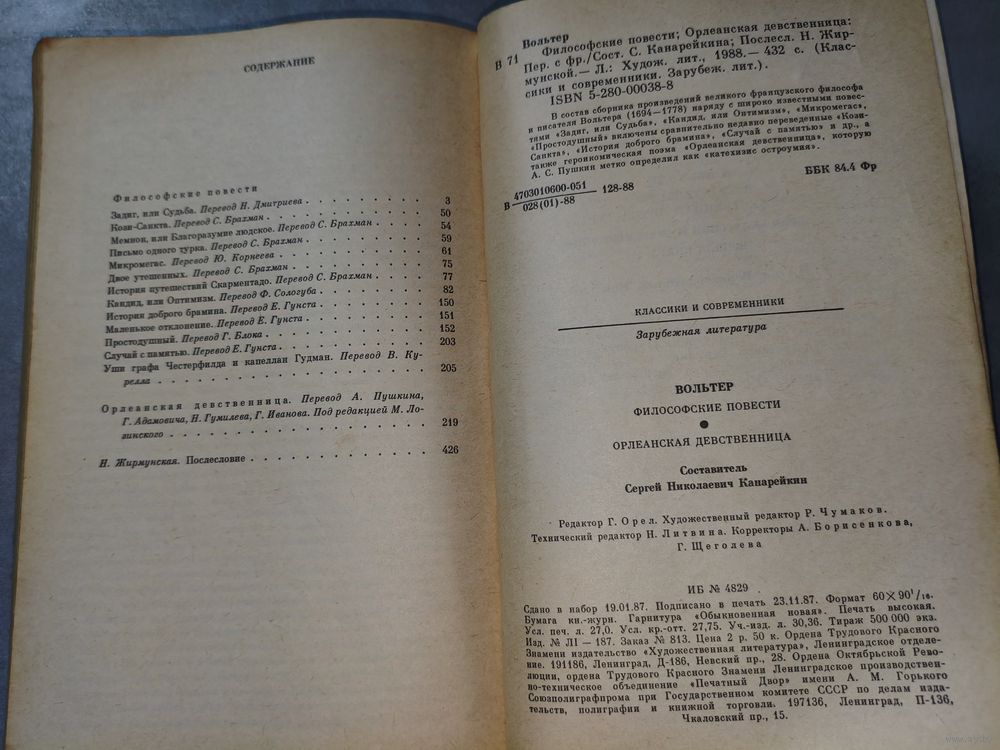 СОДЕРЖАНИЕ
Философские повести
Задиг, или Судьба. Перевод Н. Дмитриева . . . . . . . . . 3
Кози-Санкта. Перевод С. Брахман . . . . . . . . . . 50
Мемнон, или Благоразумие людское. Перевод С. Брахман . . . . 54
Письмо одного турка. Перевод С. Брахман . . . . . . . . 59
Микромегас. Перевод Ю. Корнеева . . . . . . . . . . 61
Двое утешенных. Перевод С. Брахман . . . . . . . . . 75
История путешествий Скарментадо. Перевод С. Брахман . . . . 77
Кандид, или Оптимизм. Перевод Ф. Сологуба . . . . . . . 82
История доброго брамина. Перевод Е. Гунста . . . . . . . 150
Маленькое отклонение. Перевод Е. Гунста . . . . . . . . 151
Простодушный. Перевод Г. Блока . . . . . . . . . . 152
Случай с памятью. Перевод Е. Гунста . . . . . . . . . 203
Уши графа Честерфилда и капеллан Гудман. Перевод В. Ку-
релла . . . . . . . . . . . . . . . . . 205
Орлеанская девственница. Перевод А. Пушкина,
Г. Адамовича, Н. Гумилева, Г. Иванова. Под редакцией М. Ло-
зинского . . . . . . . . . . . . . . . . 219
Н. Жирмунская. Послесловие . . . . . . . . . . . 426
Вольтер
В 71 Философские повести; Орлеанская девственница:
Пер. с фр./Сост. С. Канарейкина; Послесл. Н. Жир-
мунской.— Л.: Худож. лит., 1988.— 432 с. (Клас-
сики и современники. Зарубеж. лит.).
ISBN 5-280-00038-8
В состав сборника произведений великого французского философа
и писателя Вольтера (1694—1778) наряду с широко известными повес-
тями «Задиг, или Судьба», «Кандид, или Оптимизм», «Микромегас»,
«Простодушный» включены сравнительно недавно переведенные «Кози-
Санкта», «История доброго брамина», «Случай с памятью» и др., а
также героикомическая поэма «Орлеанская девственница», которую
А. С. Пушкин метко определил как «катехизис остроумия».
В 4703010600-051 128-88
028(01)-88
ББК 84.4 Фр
КЛАССИКИ И СОВРЕМЕННИКИ
Зарубежная литература
ВОЛЬТЕР
ФИЛОСОФСКИЕ ПОВЕСТИ
●
ОРЛЕАНСКАЯ ДЕВСТВЕННИЦА
Составитель
Сергей Николаевич Канарейкин
Редактор Г. Орел. Художественный редактор Р. Чумаков.
Технический редактор Н. Литвина. Корректоры А. Борисенкова,
Г. Щеголева
ИБ № 4829
Сдано в набор 19.01.87. Подписано в печать 23.11.87. Формат 60×90¹/₁₆.
Бумага кн.-журн. Гарнитура «Обыкновенная новая». Печать высокая.
Усл. печ. л. 27,0. Усл. кр.-отт. 27,75. Уч.-изд. л. 30,36. Тираж 500 000 экз.
Изд. № ЛI — 187. Заказ № 813. Цена 2 р. 50 к. Ордена Трудового Красного
Знамени издательство «Художественная литература», Ленинградское отделе-
ние. 191186, Ленинград, Д-186, Невский пр., 28. Ордена Октябрьской Рево-
люции, ордена Трудового Красного Знамени Ленинградское производствен-
но-техническое объединение «Печатный Двор» имени А. М. Горького
Союзполиграфпрома при Государственном комитете СССР по делам изда-
тельств, полиграфии и книжной торговли. 197136, Ленинград, П-136,
Чкаловский пр., 15.